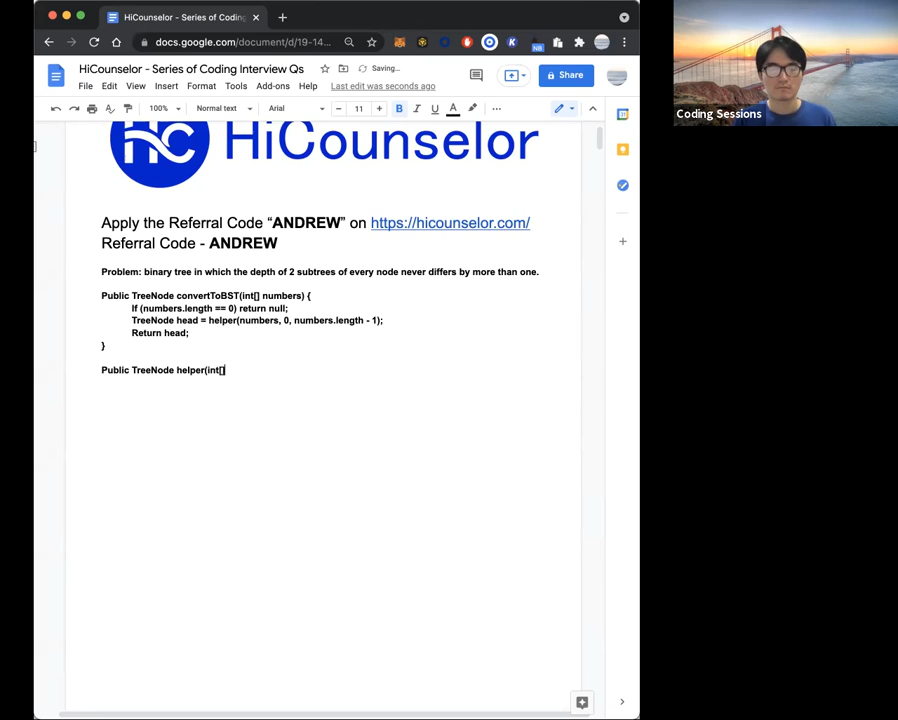 HiCounselor - Series of Coding
docs.google.com/document/d/19-14...
HiCounselor - Series of Coding Interview Qs
Saving...
Share
File Edit View Insert Format Tools Add-ons Help Last edit was seconds ago
100% Normal text Arial 11 B I U A
HiCounselor
Apply the Referral Code “ANDREW” on https://hicounselor.com/
Referral Code - ANDREW
Problem: binary tree in which the depth of 2 subtrees of every node never differs by more than one.
Public TreeNode convertToBST(int[] numbers) {
If (numbers.length == 0) return null;
TreeNode head = helper(numbers, 0, numbers.length - 1);
Return head;
}
Public TreeNode helper(int[]
Coding Sessions